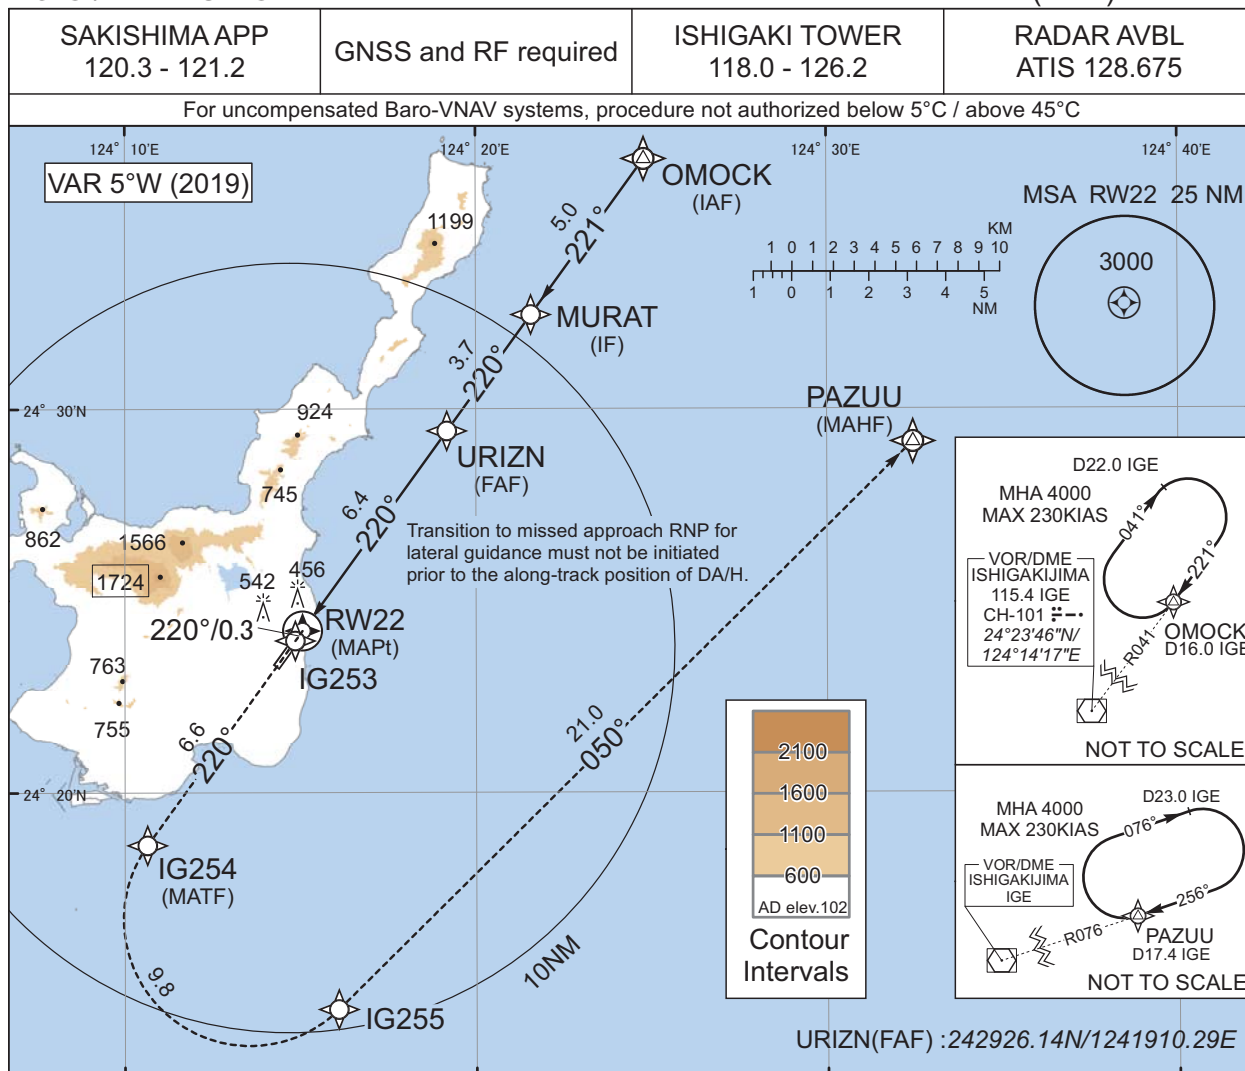 SAKISHIMA APP
120.3 - 121.2
GNSS and RF required
ISHIGAKI TOWER
118.0 - 126.2
RADAR AVBL
ATIS 128.675
For uncompensated Baro-VNAV systems, procedure not authorized below 5°C / above 45°C
124° 10'E
124° 20'E
124° 30'E
124° 40'E
VAR 5°W (2019)
OMOCK
(IAF)
MSA RW22 25 NM
3000
1199
5.0
221°
KM
1 0 1 2 3 4 5 6 7 8 9 10
1 0 1 2 3 4 5
NM
MURAT
(IF)
3.7
220°
PAZUU
(MAHF)
24° 30'N
924
URIZN
(FAF)
745
6.4
220°
862
1566
1724
542
456
Transition to missed approach RNP for
lateral guidance must not be initiated
prior to the along-track position of DA/H.
220°/0.3
RW22
(MAPt)
IG253
763
755
6.6
220°
21.0
050°
24° 20'N
IG254
(MATF)
9.8
IG255
10NM
2100
1600
1100
600
AD elev.102
Contour
Intervals
D22.0 IGE
MHA 4000
MAX 230KIAS
041°
221°
VOR/DME
ISHIGAKIJIMA
115.4 IGE
CH-101
24°23'46"N/
124°14'17"E
R041
OMOCK
D16.0 IGE
NOT TO SCALE
D23.0 IGE
MHA 4000
MAX 230KIAS
076°
256°
VOR/DME
ISHIGAKIJIMA
IGE
R076
PAZUU
D17.4 IGE
NOT TO SCALE
URIZN(FAF) :242926.14N/1241910.29E